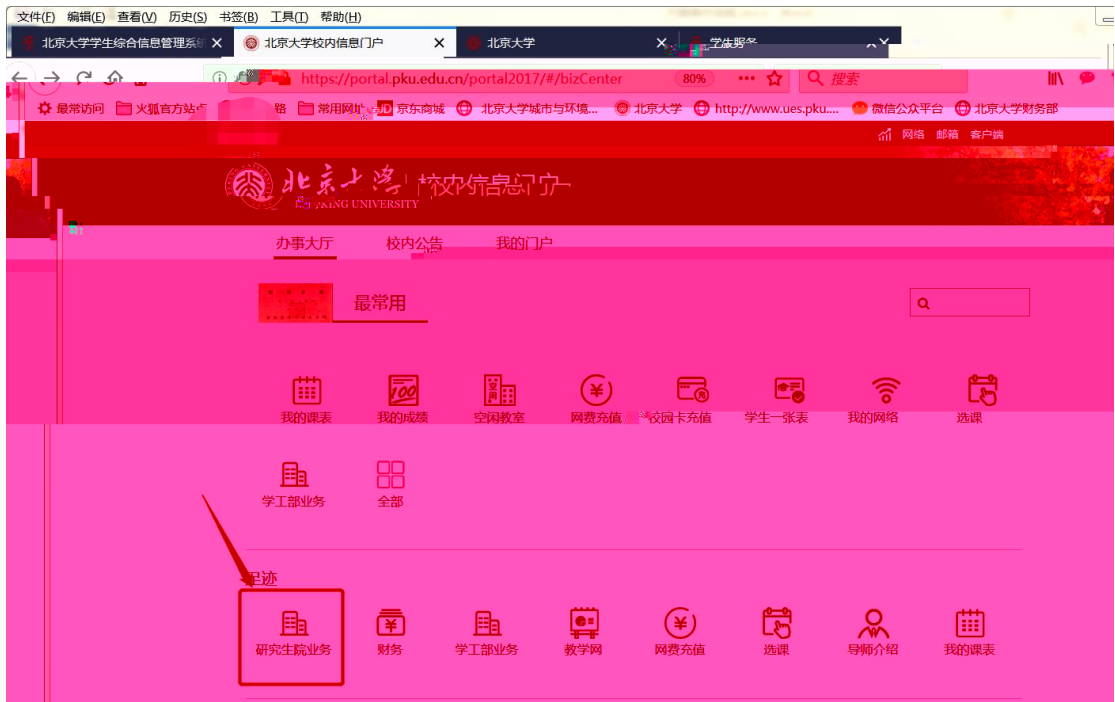 文件(F) 编辑(E) 查看(V) 历史(S) 书签(B) 工具(T) 帮助(H)
北京大学学生综合信息管理系统 北京大学校内信息门户 北京大学
https://portal.pku.edu.cn/portal2017/#/bizCenter 80% 搜索
最常访问 火狐官方站点 常用网址 JD 京东商城 北京大学城市与环境... 北京大学 http://www.ues.pku.... 微信公众平台 北京大学财务部
网络 邮箱 客户端
北京大学 校内信息门户
UNIVERSITY
办事大厅 校内公告 我的门户
最常用
我的课表 我的成绩 空闲教室 网费充值 校园卡充值 学生一张表 我的网络 选课
学工部业务 全部
足迹
研究生院业务 财务 学工部业务 教学网 网费充值 选课 导师介绍 我的课表